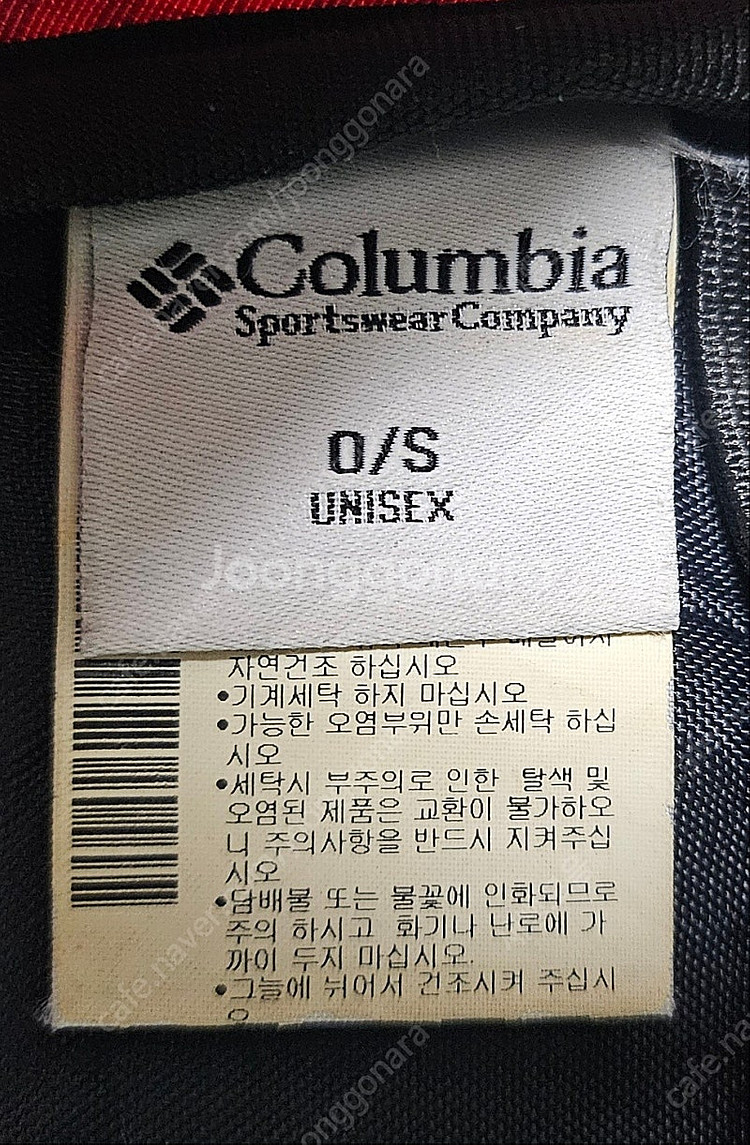 Columbia
Sportswear Company
O/S
UNISEX
자연건조 하십시오
•기계세탁 하지 마십시오
•가능한 오염부위만 손세탁 하십
시오
•세탁시 부주의로 인한 탈색 및
오염된 제품은 교환이 불가하오
니 주의사항을 반드시 지켜주십
시오
•담배불 또는 불꽃에 인화되므로
주의 하시고 화기나 난로에 가
까이 두지 마십시오.
•그늘에 뉘어서 건조시켜 주십시
오
Joonggonara
cafe.naver